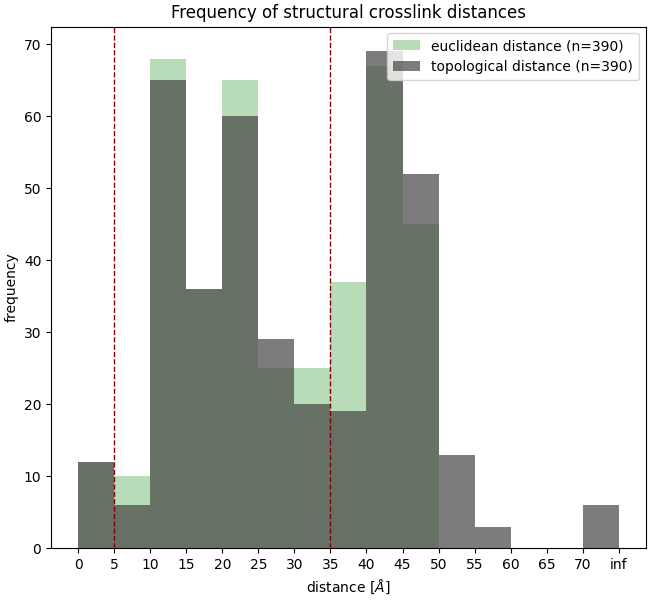 Frequency of structural crosslink distances
euclidean distance (n=390)
topological distance (n=390)
70
60
50
40
30
20
10
0
frequency
0 5 10 15 20 25 30 35 40 45 50 55 60 65 70 inf
distance [Å]